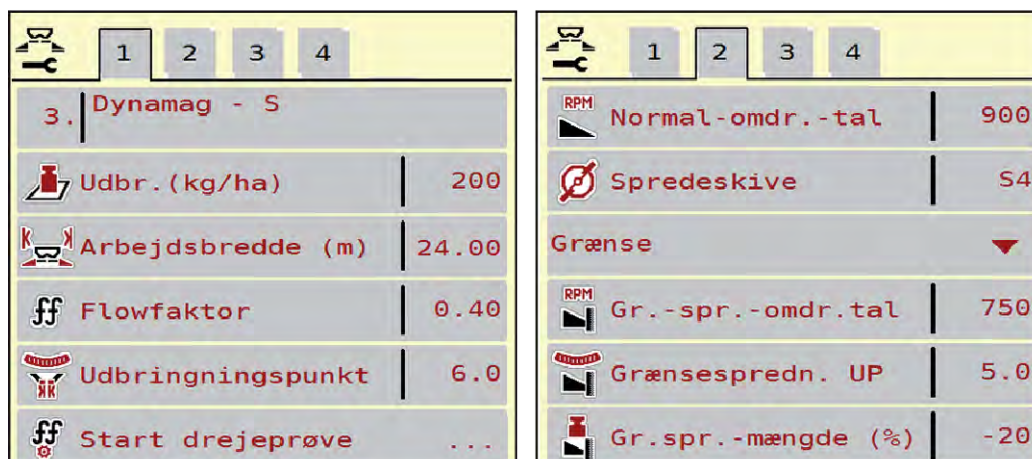 1 2 3 4
3. Dynamag - S
Udbr.(kg/ha) 200
Arbejdsbredde (m) 24.00
ff Flowfaktor 0.40
Udbringningspunkt 6.0
ff Start drejeprøve ...
1 2 3 4
RPM Normal-omdr.-tal 900
Spredeskive S4
Grænse
RPM Gr.-spr.-omdr.tal 750
Grænsespredn. UP 5.0
Gr.spr.-mængde (%) -20